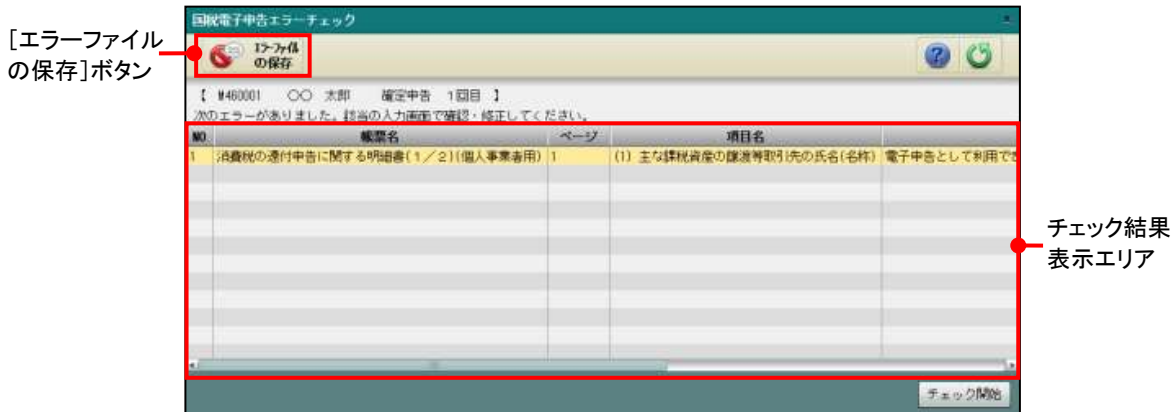 国税電子申告エラーチェック
[エラーファイル
の保存]ボタン
エラーファイル
の保存
【 M460001 〇〇 太郎 確定申告 1回目 】
次のエラーがありました。該当の入力画面で確認・修正してください。
NO 帳票名 ページ 項目名
1 消費税の還付申告に関する明細書(1/2)(個人事業者用) 1 (1) 主な課税資産の譲渡等取引先の氏名(名称) 電子申告として利用でき
チェック結果
表示エリア
チェック開始